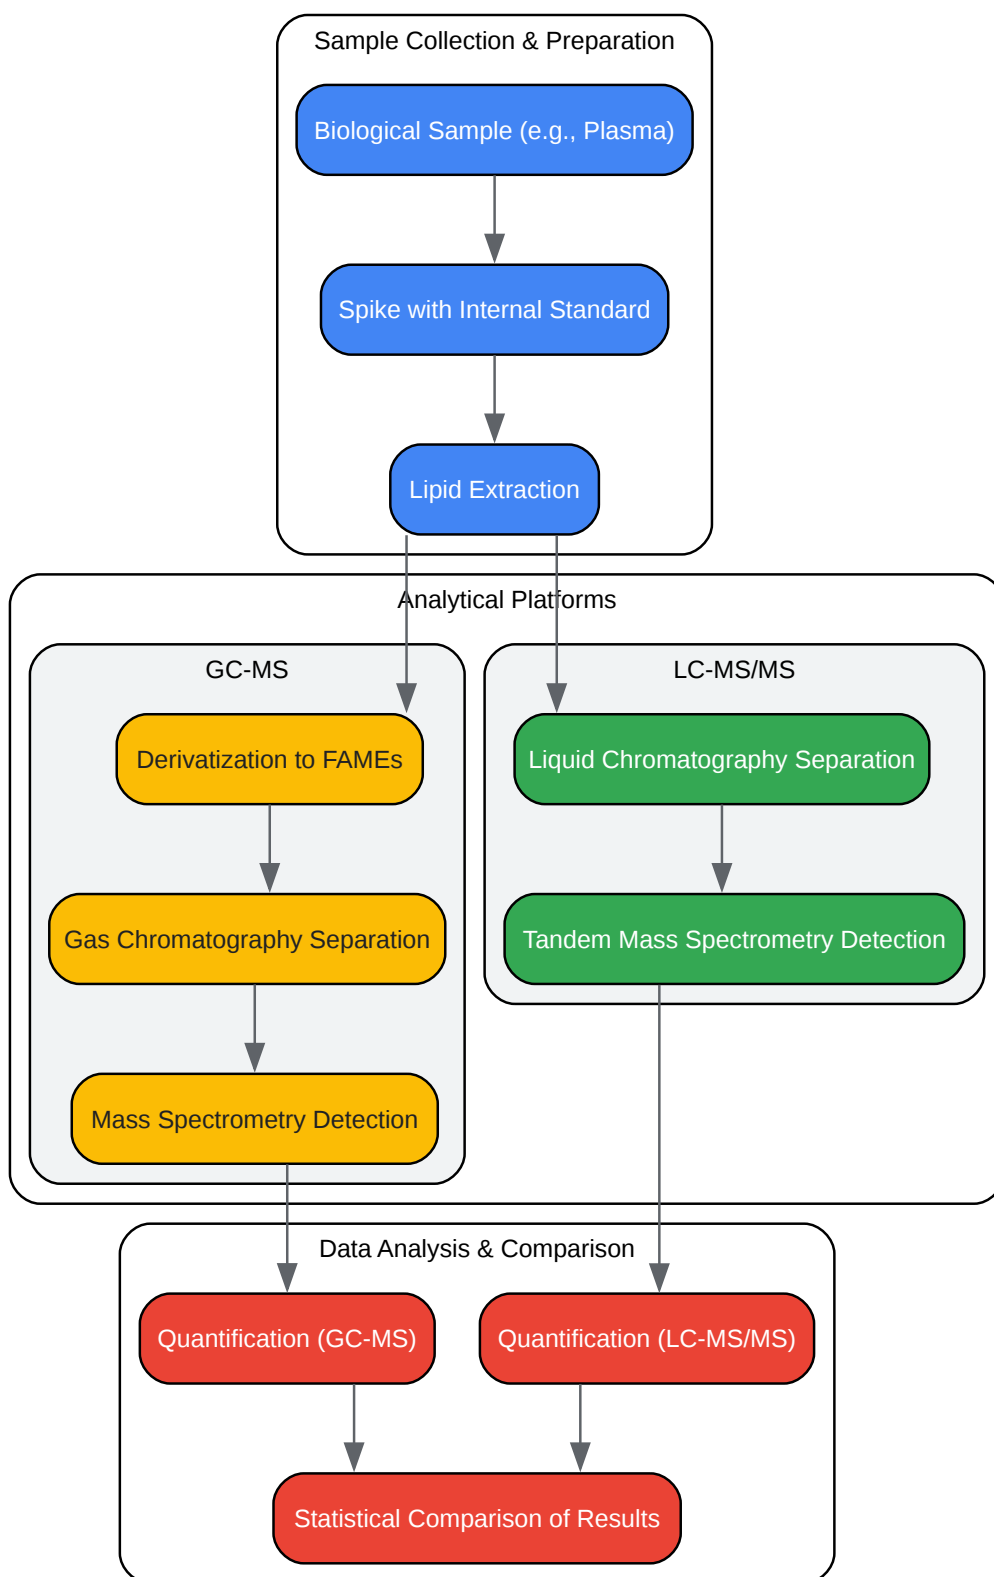 Sample Collection & Preparation
Biological Sample (e.g., Plasma)
Spike with Internal Standard
Lipid Extraction
Analytical Platforms
GC-MS
Derivatization to FAMEs
Gas Chromatography Separation
Mass Spectrometry Detection
LC-MS/MS
Liquid Chromatography Separation
Tandem Mass Spectrometry Detection
Data Analysis & Comparison
Quantification (GC-MS)
Quantification (LC-MS/MS)
Statistical Comparison of Results